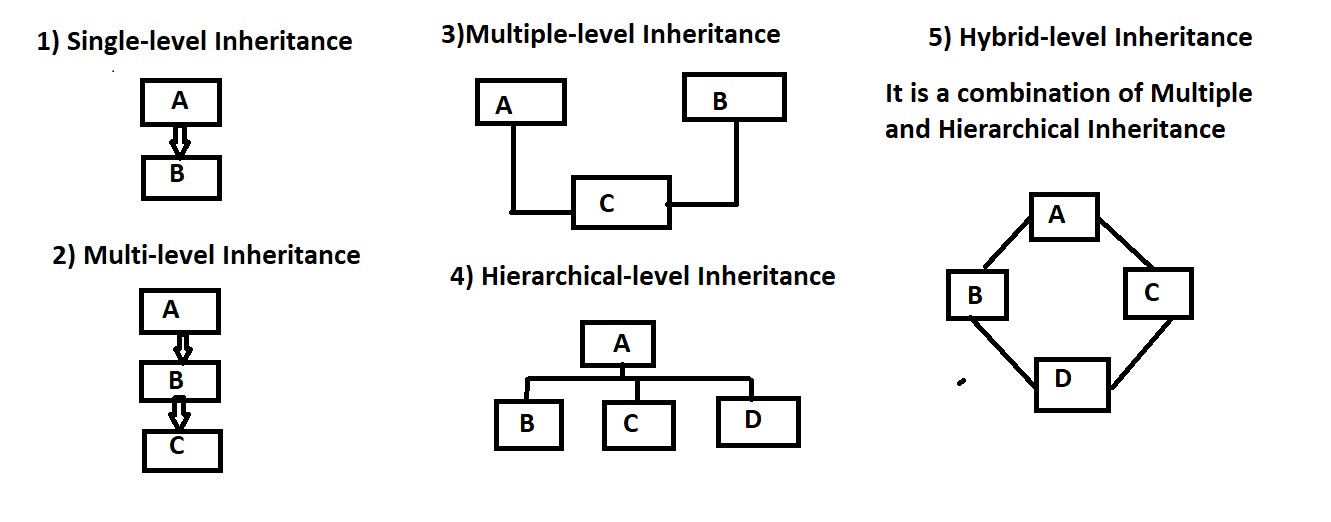 1) Single-level Inheritance
A
B
2) Multi-level Inheritance
A
B
C
3)Multiple-level Inheritance
A B
C
4) Hierarchical-level Inheritance
A
B C D
5) Hybrid-level Inheritance
It is a combination of Multiple
and Hierarchical Inheritance
A
B C
D